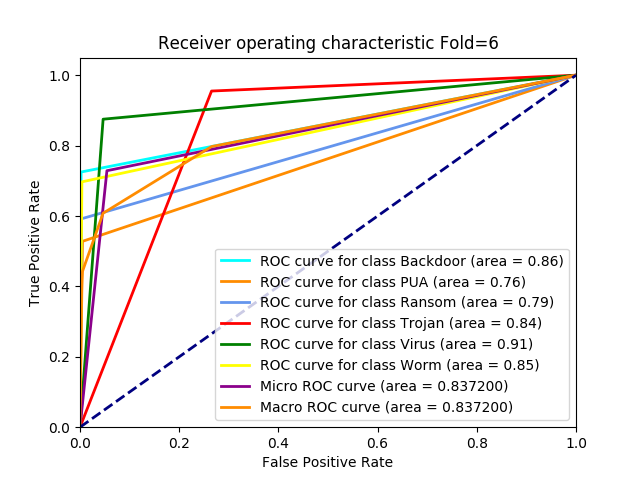 Receiver operating characteristic Fold=6
True Positive Rate
1.0
0.8
0.6
0.4
0.2
0.0
ROC curve for class Backdoor (area = 0.86)
ROC curve for class PUA (area = 0.76)
ROC curve for class Ransom (area = 0.79)
ROC curve for class Trojan (area = 0.84)
ROC curve for class Virus (area = 0.91)
ROC curve for class Worm (area = 0.85)
Micro ROC curve (area = 0.837200)
Macro ROC curve (area = 0.837200)
0.0 0.2 0.4 0.6 0.8 1.0
False Positive Rate